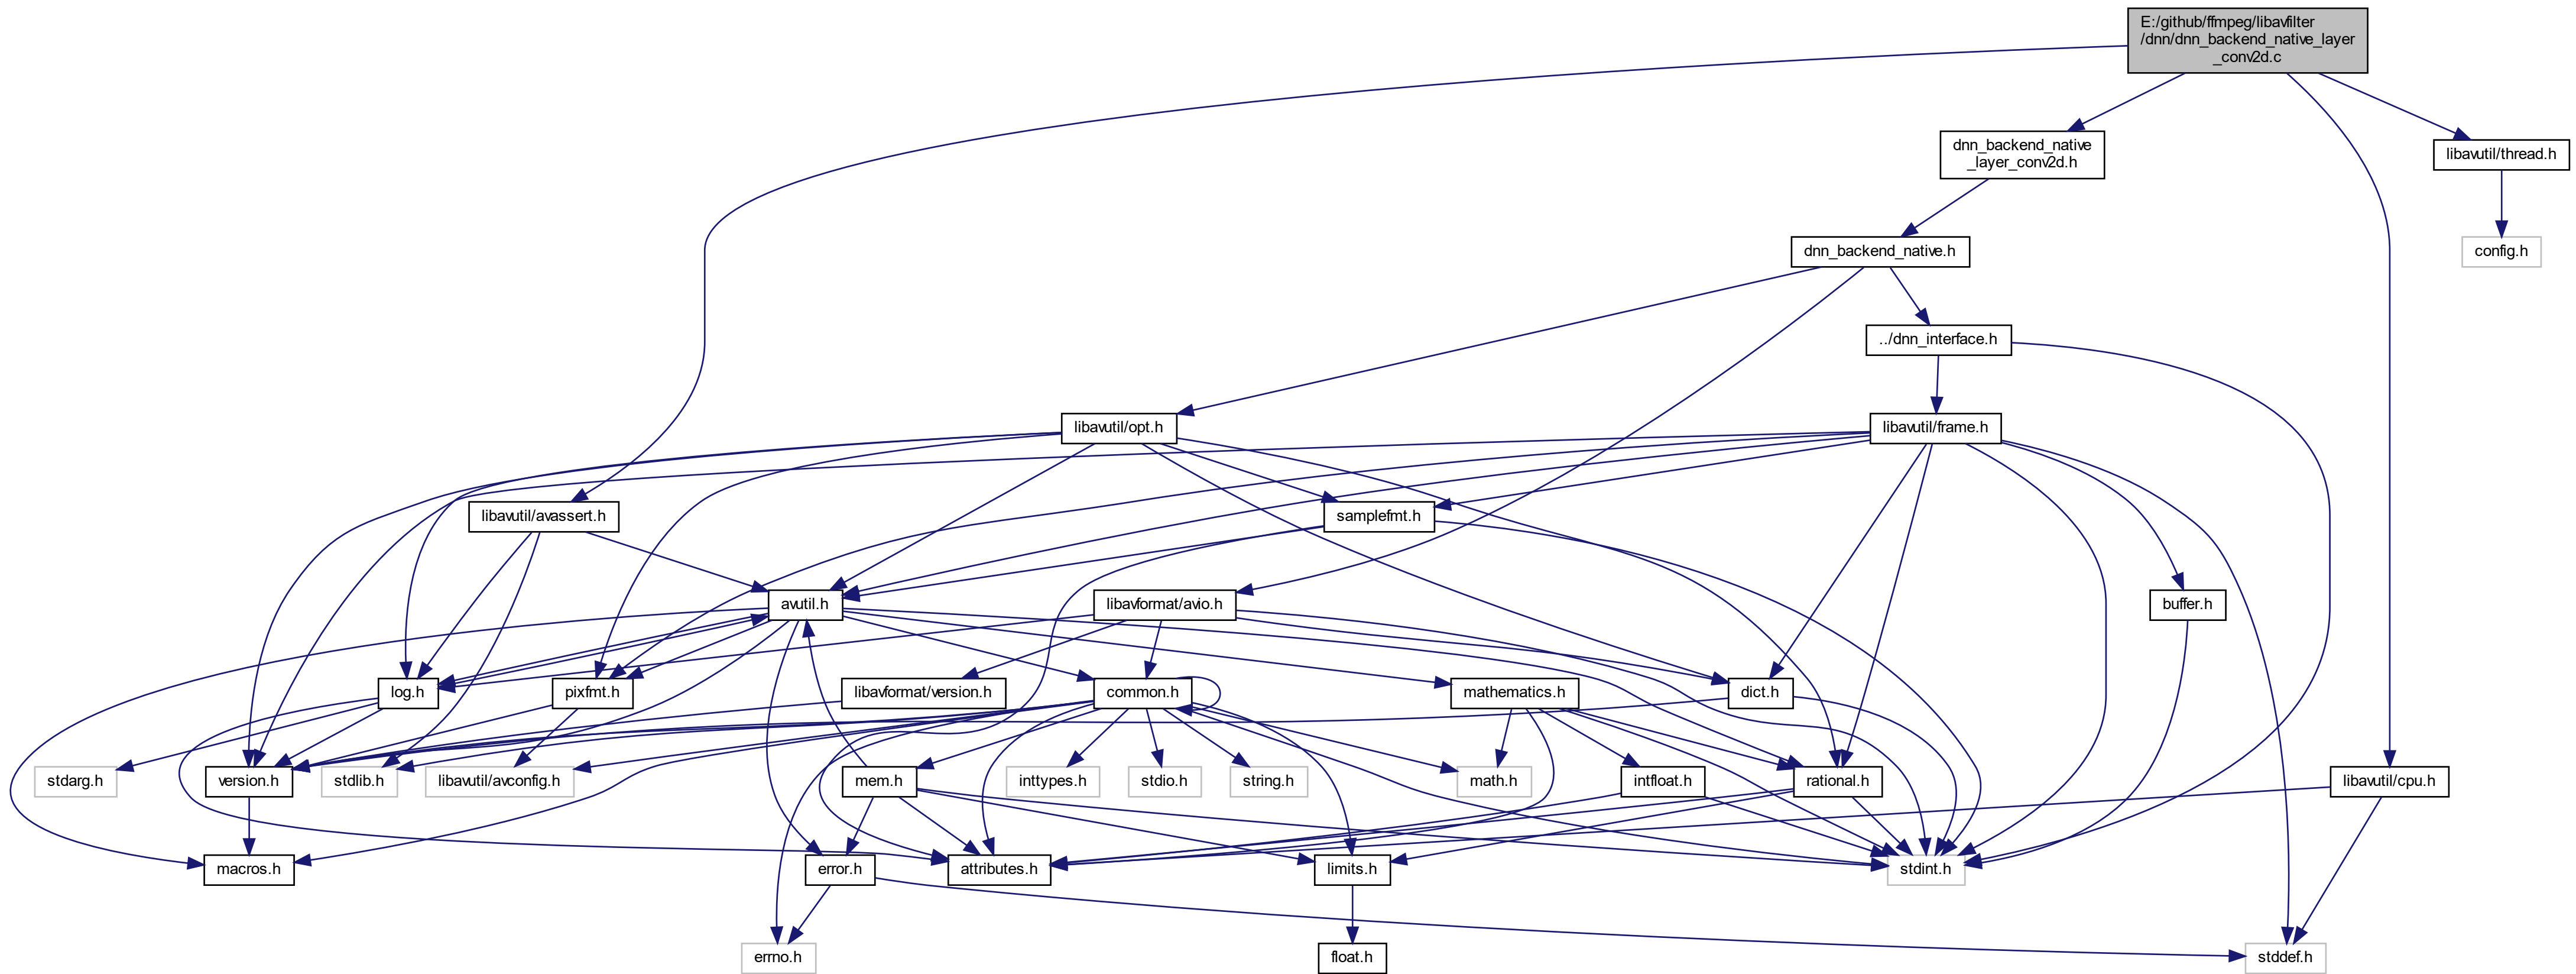 E:/github/ffmpeg/libavfilter
/dnn/dnn_backend_native_layer
_conv2d.c
dnn_backend_native
_layer_conv2d.h
libavutil/thread.h
dnn_backend_native.h
config.h
../dnn_interface.h
libavutil/opt.h
libavutil/frame.h
libavutil/avassert.h
samplefmt.h
avutil.h
libavformat/avio.h
buffer.h
log.h
pixfmt.h
libavformat/version.h
common.h
mathematics.h
dict.h
stdarg.h
version.h
stdlib.h
libavutil/avconfig.h
mem.h
inttypes.h
stdio.h
string.h
math.h
intfloat.h
rational.h
libavutil/cpu.h
macros.h
error.h
attributes.h
limits.h
stdint.h
errno.h
float.h
stddef.h